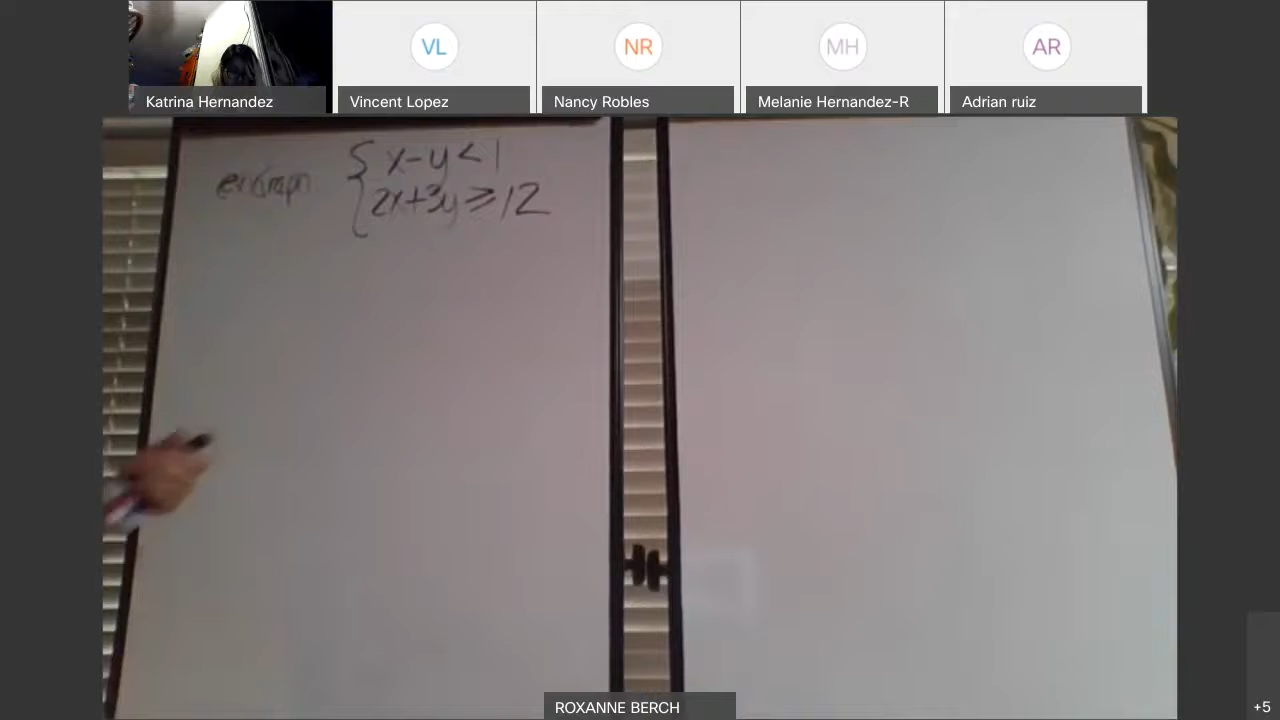 VL
NR
MH
AR
Katrina Hernandez
Vincent Lopez
Nancy Robles
Melanie Hernandez-R
Adrian ruiz
ex: Graph { x-y<1
2x+3y≥12
ROXANNE BERCH
+5